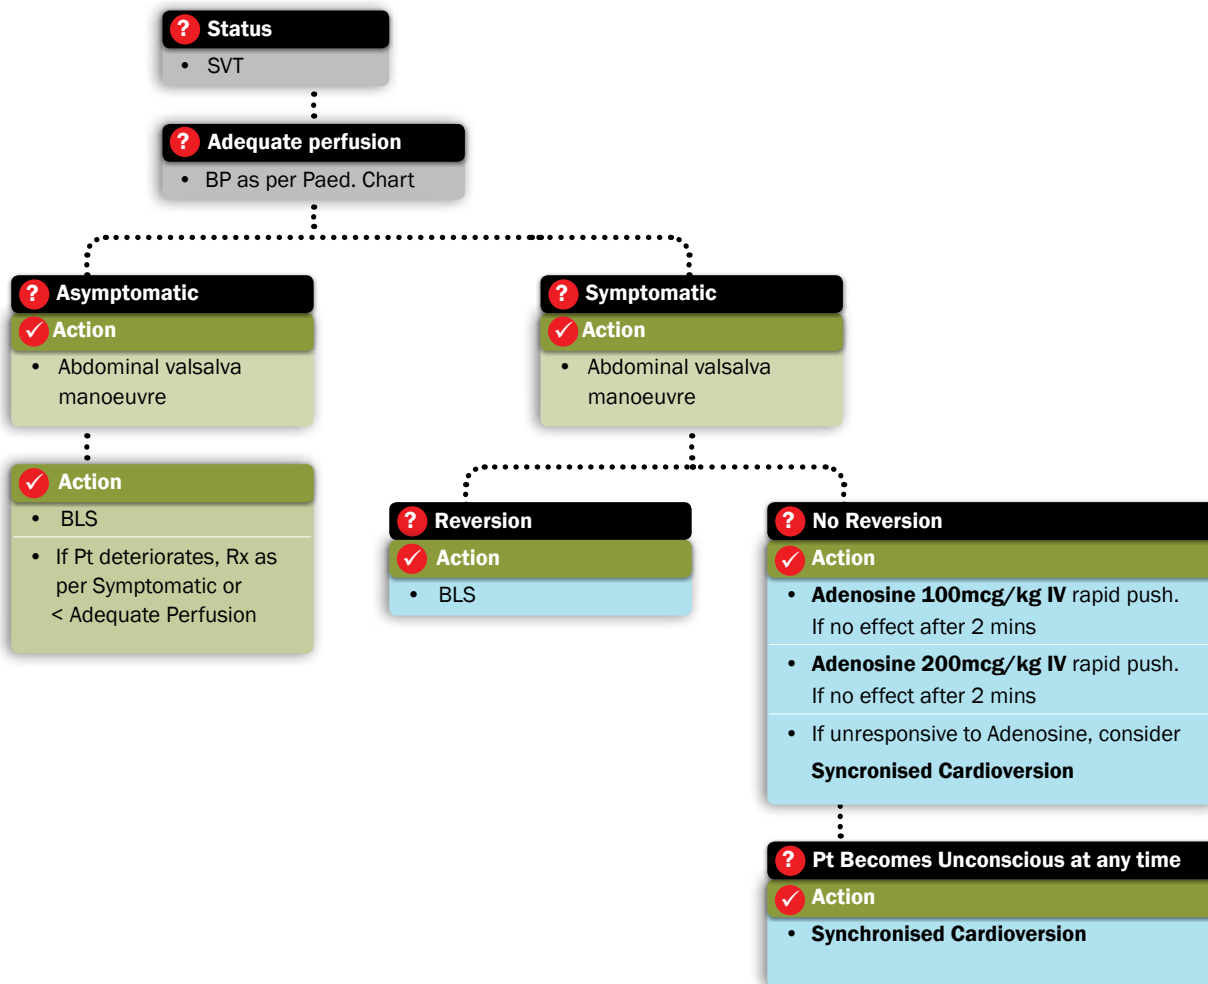 ? Status
• SVT
? Adequate perfusion
• BP as per Paed. Chart
? Asymptomatic
✓ Action
• Abdominal valsalva
manoeuvre
✓ Action
• BLS
• If Pt deteriorates, Rx as
per Symptomatic or
< Adequate Perfusion
? Symptomatic
✓ Action
• Abdominal valsalva
manoeuvre
? Reversion
✓ Action
• BLS
? No Reversion
✓ Action
• Adenosine 100mcg/kg IV rapid push.
If no effect after 2 mins
• Adenosine 200mcg/kg IV rapid push.
If no effect after 2 mins
• If unresponsive to Adenosine, consider
Syncronised Cardioversion
? Pt Becomes Unconscious at any time
✓ Action
• Synchronised Cardioversion